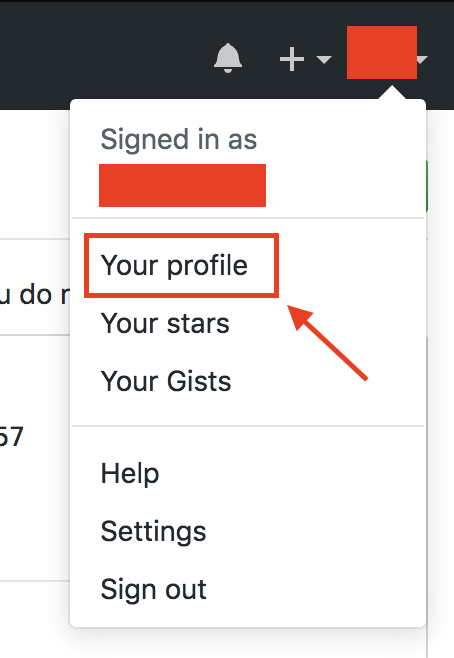 Signed in as
Your profile
u do
Your stars
Your Gists
57
Help
Settings
Sign out